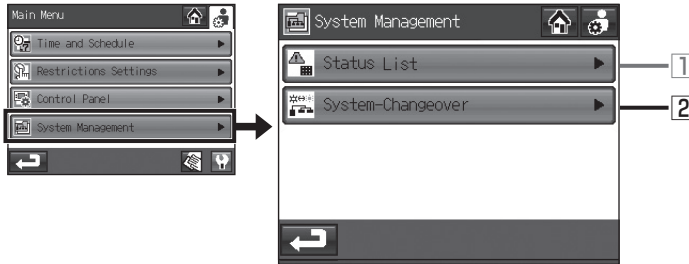 Main Menu
Time and Schedule
Restrictions Settings
Control Panel
System Management
System Management
Status List
1
System-Changeover
2